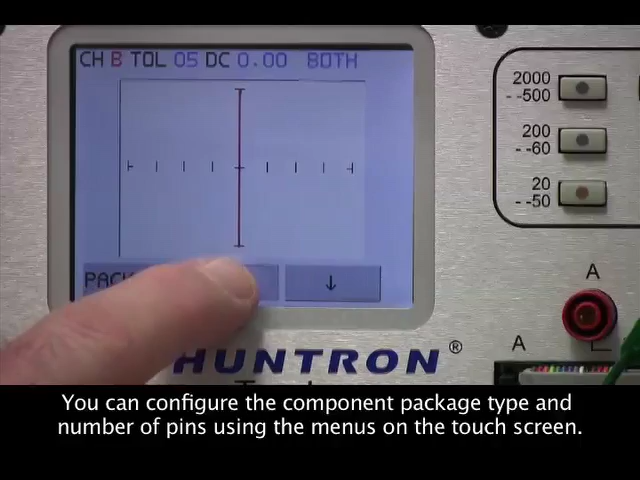 CH B TOL 05 DC 0.00 BOTH
2000
--500
200
--60
20
--50
PACK
↓
A
A
HUNTRON®
You can configure the component package type and
number of pins using the menus on the touch screen.